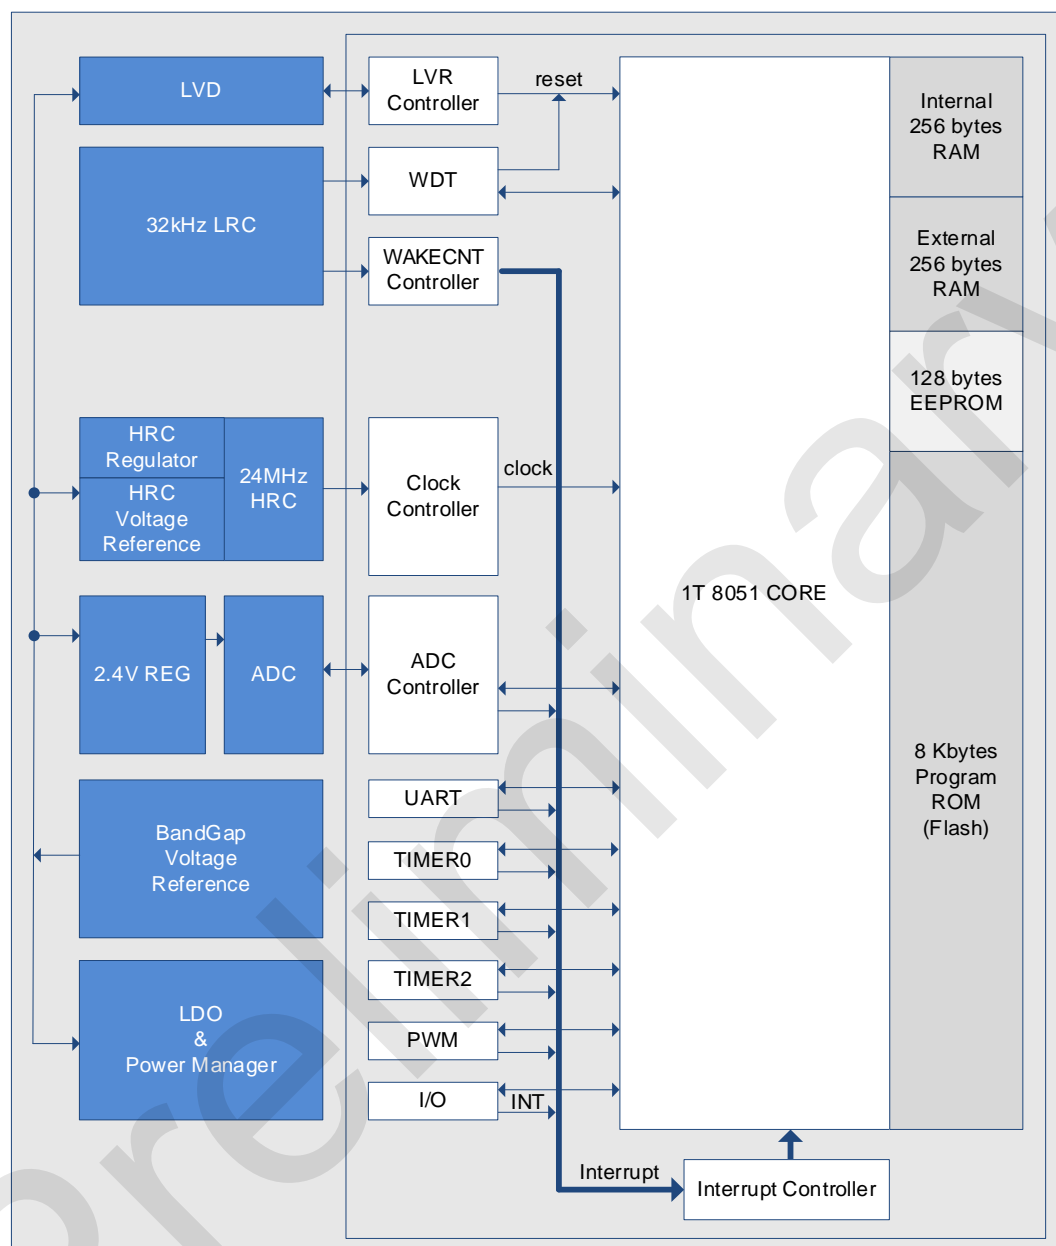 LVD
LVR
Controller
reset
Internal
256 bytes
RAM
WDT
32kHz LRC
WAKECNT
Controller
External
256 bytes
RAM
128 bytes
EEPROM
HRC
Regulator
HRC
Voltage
Reference
24MHz
HRC
Clock
Controller
clock
1T 8051 CORE
2.4V REG
ADC
ADC
Controller
8 Kbytes
Program
ROM
(Flash)
UART
BandGap
Voltage
Reference
TIMER0
TIMER1
TIMER2
LDO
&
Power Manager
PWM
I/O
INT
Interrupt
Interrupt Controller
Preliminary